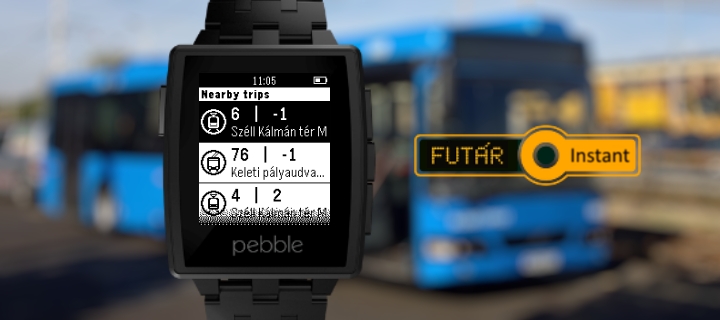 11:05
Nearby trips
6 | -1
Széll Kálmán tér M
76 | -1
Keleti pályaudva...
4 | 2
Széll Kálmán tér M
pebble
FUTÁR Instant